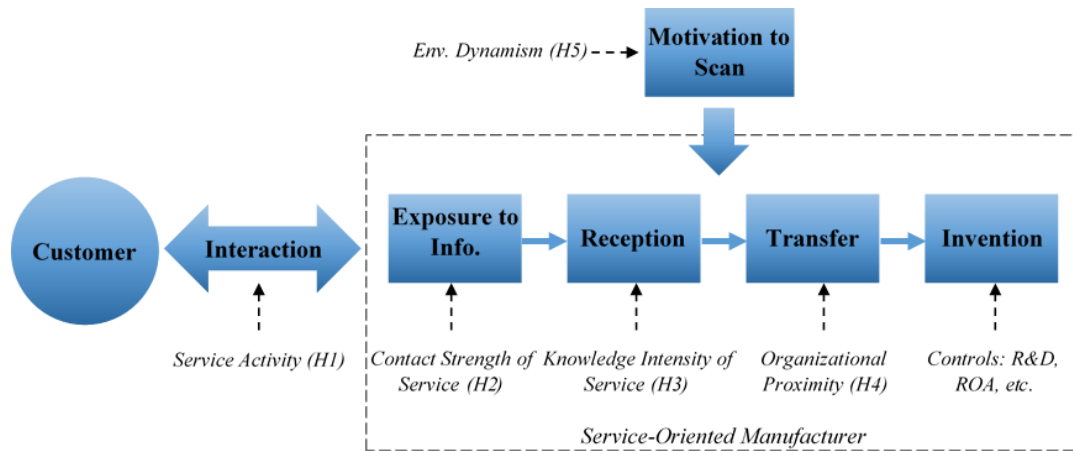 Motivation to
Scan
Env. Dynamism (H5)
Customer
Interaction
Exposure to
Info.
Reception
Transfer
Invention
Service Activity (H1)
Contact Strength of
Service (H2)
Knowledge Intensity of
Service (H3)
Organizational
Proximity (H4)
Controls: R&D,
ROA, etc.
Service-Oriented Manufacturer